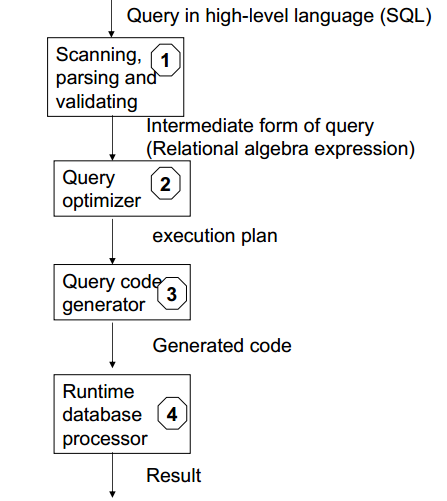 Query in high-level language (SQL)
Scanning,
1
parsing and
validating
Intermediate form of query
(Relational algebra expression)
Query
2
optimizer
execution plan
Query code
3
generator
Generated code
Runtime
database
4
processor
Result